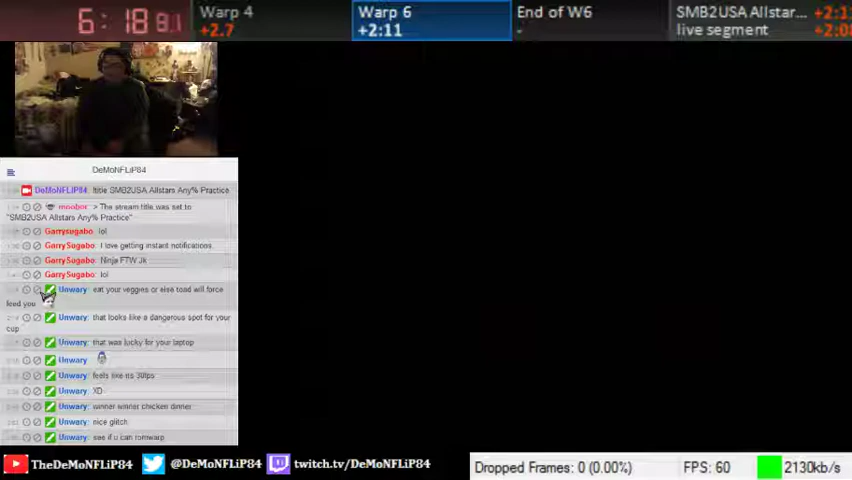 6:18 9.1
Warp 4
+2.7
Warp 6
+2:11
End of W6
-
SMB2USA Allstar...
live segment
DeMoNFLiP84
DeMoNFLiP84: !title SMB2USA Allstars Any% Practice
moobot: > The stream title was set to
"SMB2USA Allstars Any% Practice"
GarrySugabo: lol
GarrySugabo: I love getting instant notifications
GarrySugabo: Ninja FTW Jk
GarrySugabo: lol
Unwary: eat your veggies or else toad will force
feed you
Unwary: that looks like a dangerous spot for your
cup
Unwary: that was lucky for your laptop
Unwary:
Unwary: feels like its 30fps
Unwary: XD
Unwary: winner winner chicken dinner
Unwary: nice glitch
Unwary: see if u can romwarp
TheDeMoNFLiP84 @DeMoNFLiP84 twitch.tv/DeMoNFLiP84
Dropped Frames: 0 (0.00%) FPS: 60 2130kb/s